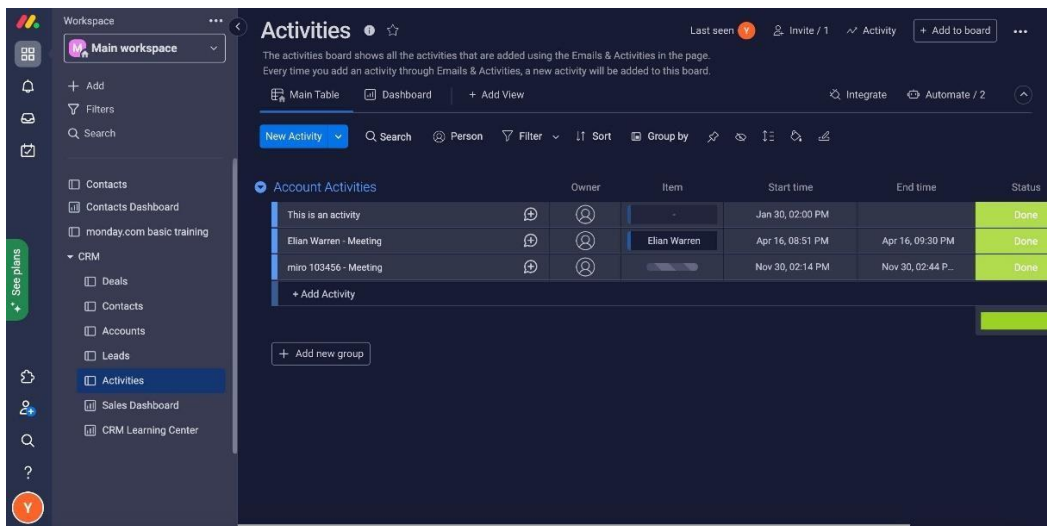 Workspace
Main workspace
+ Add
Filters
Search
Contacts
Contacts Dashboard
monday.com basic training
CRM
Deals
Contacts
Accounts
Leads
Activities
Sales Dashboard
CRM Learning Center
See plans
?
Y
Activities
Last seen Y Invite / 1 Activity + Add to board
The activities board shows all the activities that are added using the Emails & Activities in the page.
Every time you add an activity through Emails & Activities, a new activity will be added to this board.
Main Table Dashboard + Add View Integrate Automate / 2
New Activity Search Person Filter Sort Group by
Account Activities Owner Item Start time End time Status
This is an activity - Jan 30, 02:00 PM Done
Elian Warren - Meeting Elian Warren Apr 16, 08:51 PM Apr 16, 09:30 PM Done
miro 103456 - Meeting Nov 30, 02:14 PM Nov 30, 02:44 P... Done
+ Add Activity
+ Add new group